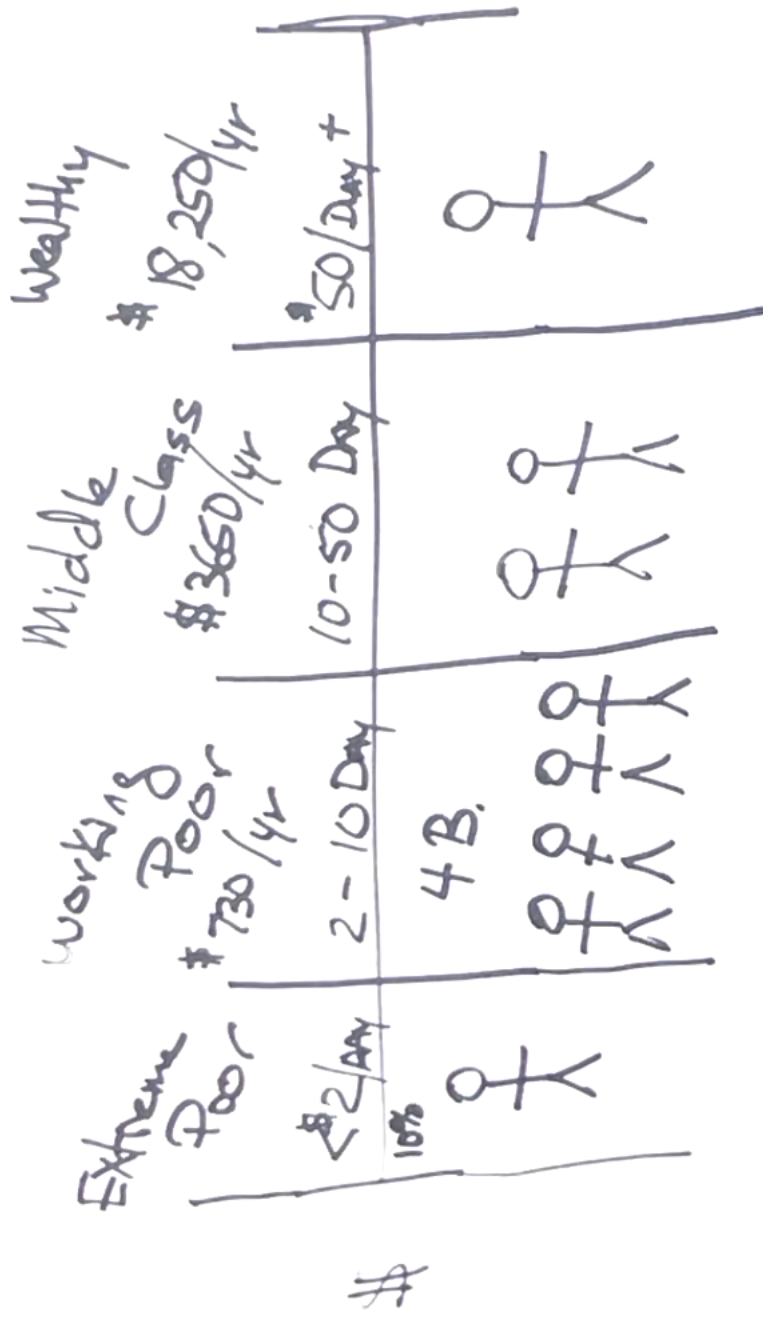 Extreme
Poor
<$2/DAY
10%
Working
Poor
$730/yr
2-10 DAY
4 B.
Middle
Class
$3650/yr
10-50 DAY
Wealthy
$18,250/yr
$50/DAY+
$